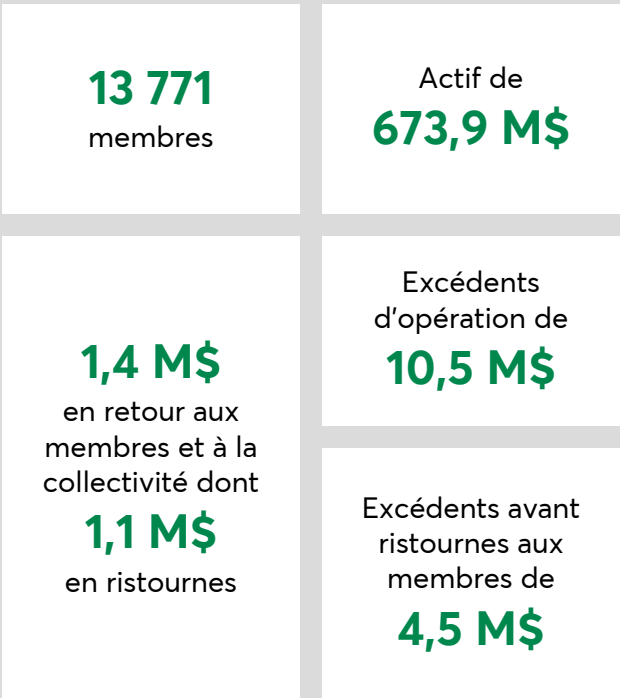 13 771
membres
Actif de
673,9 M$
1,4 M$
en retour aux
membres et à la
collectivité dont
1,1 M$
en ristournes
Excédents
d'opération de
10,5 M$
Excédents avant
ristournes aux
membres de
4,5 M$